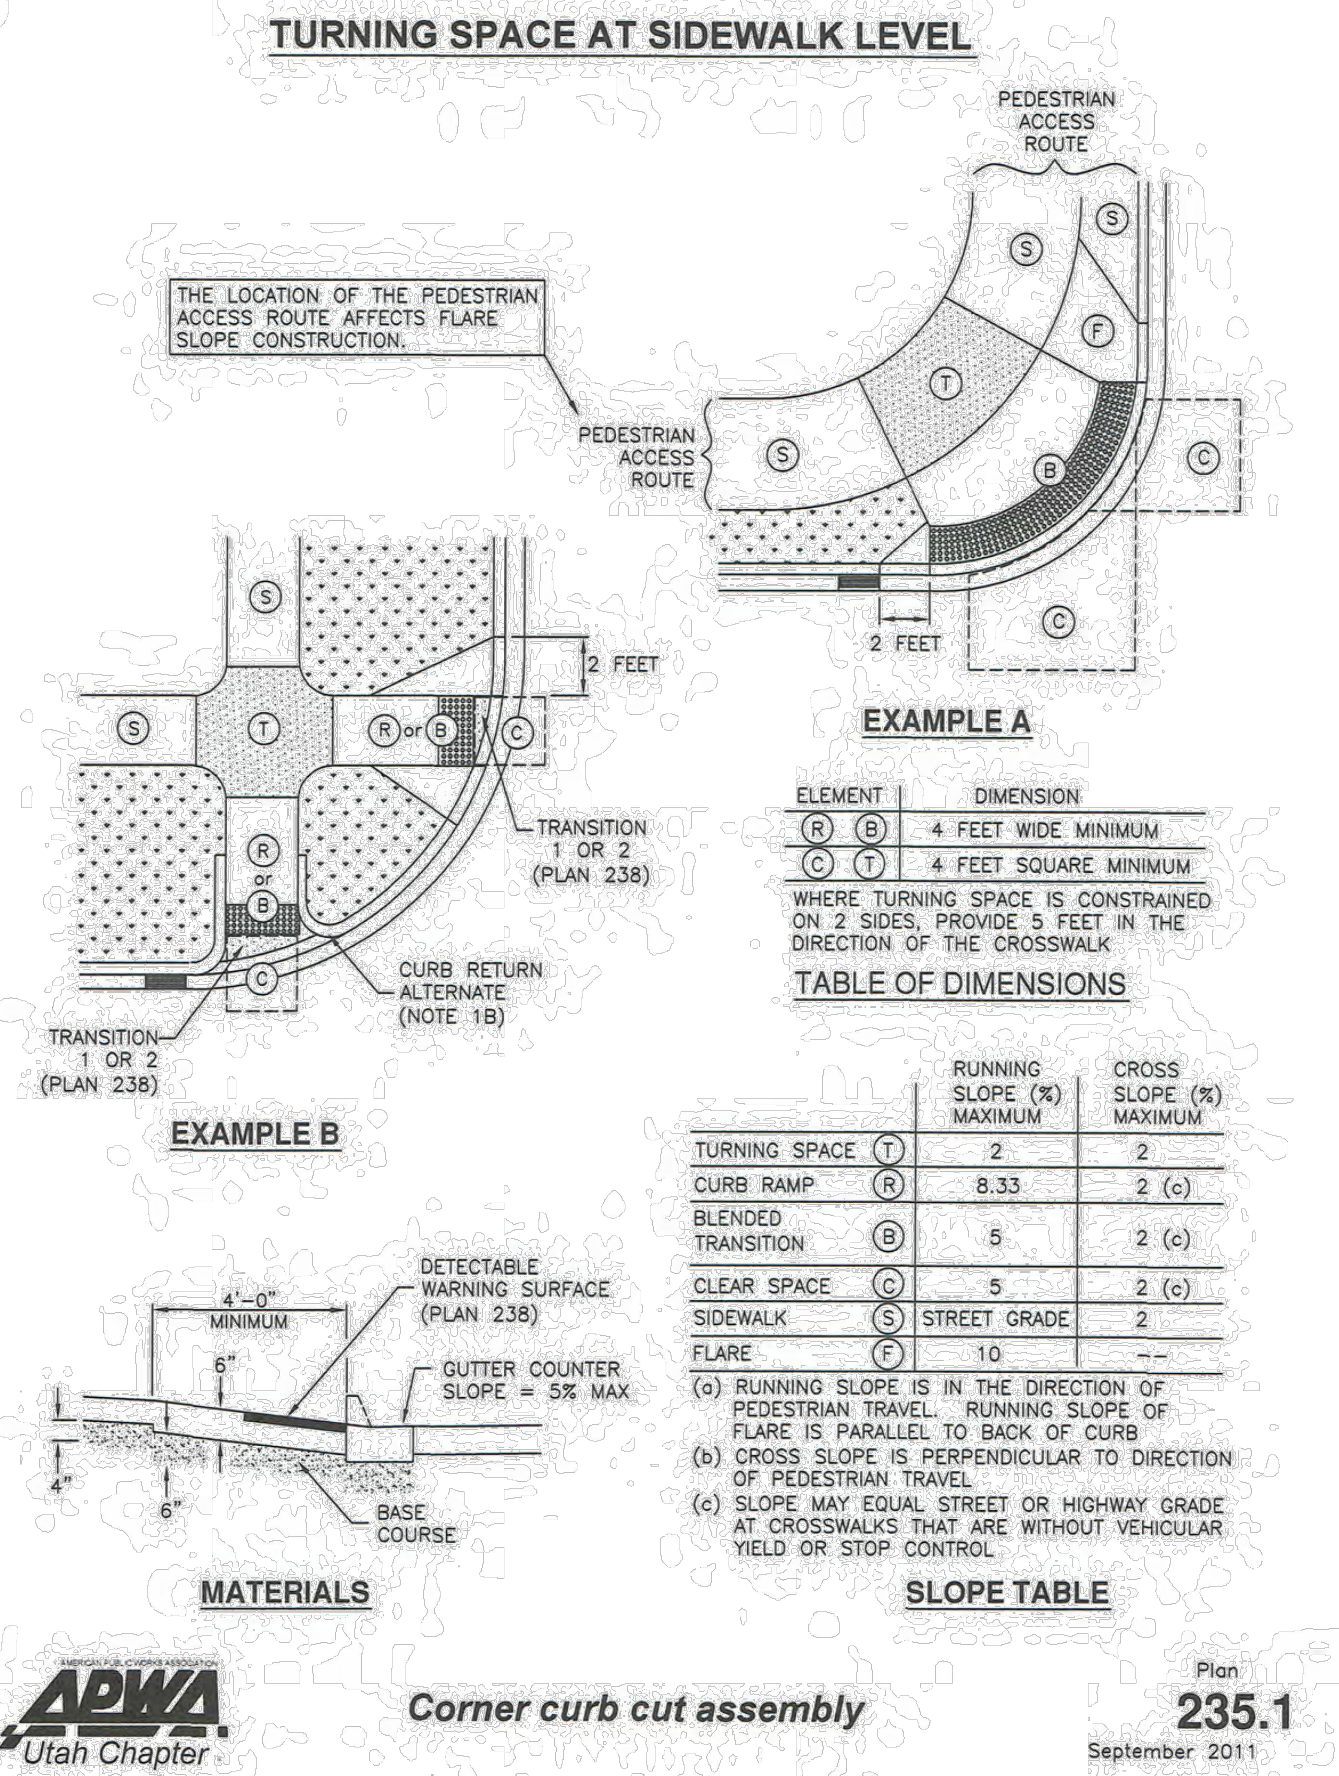 TURNING SPACE AT SIDEWALK LEVEL
PEDESTRIAN
ACCESS
ROUTE
S
S
THE LOCATION OF THE PEDESTRIAN
ACCESS ROUTE AFFECTS FLARE
SLOPE CONSTRUCTION.
F
T
PEDESTRIAN
ACCESS
ROUTE
S
B
C
C
2 FEET
EXAMPLE A
S
2 FEET
S
T
R or B
C
R
or
B
C
TRANSITION
1 OR 2
(PLAN 238)
CURB RETURN
ALTERNATE
(NOTE 1B)
TRANSITION
1 OR 2
(PLAN 238)
EXAMPLE B
ELEMENT DIMENSION
R B 4 FEET WIDE MINIMUM
C T 4 FEET SQUARE MINIMUM
WHERE TURNING SPACE IS CONSTRAINED
ON 2 SIDES, PROVIDE 5 FEET IN THE
DIRECTION OF THE CROSSWALK
TABLE OF DIMENSIONS
RUNNING CROSS
SLOPE (%) SLOPE (%)
MAXIMUM MAXIMUM
TURNING SPACE T 2 2
CURB RAMP R 8.33 2 (c)
BLENDED
TRANSITION B 5 2 (c)
CLEAR SPACE C 5 2 (c)
SIDEWALK S STREET GRADE 2
FLARE F 10 --
(a) RUNNING SLOPE IS IN THE DIRECTION OF
PEDESTRIAN TRAVEL. RUNNING SLOPE OF
FLARE IS PARALLEL TO BACK OF CURB
(b) CROSS SLOPE IS PERPENDICULAR TO DIRECTION
OF PEDESTRIAN TRAVEL
(c) SLOPE MAY EQUAL STREET OR HIGHWAY GRADE
AT CROSSWALKS THAT ARE WITHOUT VEHICULAR
YIELD OR STOP CONTROL
SLOPE TABLE
DETECTABLE
WARNING SURFACE
(PLAN 238)
4'-0"
MINIMUM
6"
GUTTER COUNTER
SLOPE = 5% MAX
4"
6"
BASE
COURSE
MATERIALS
AMERICAN PUBLIC WORKS ASSOCIATION
APWA
Utah Chapter
Corner curb cut assembly
Plan
235.1
September 2011